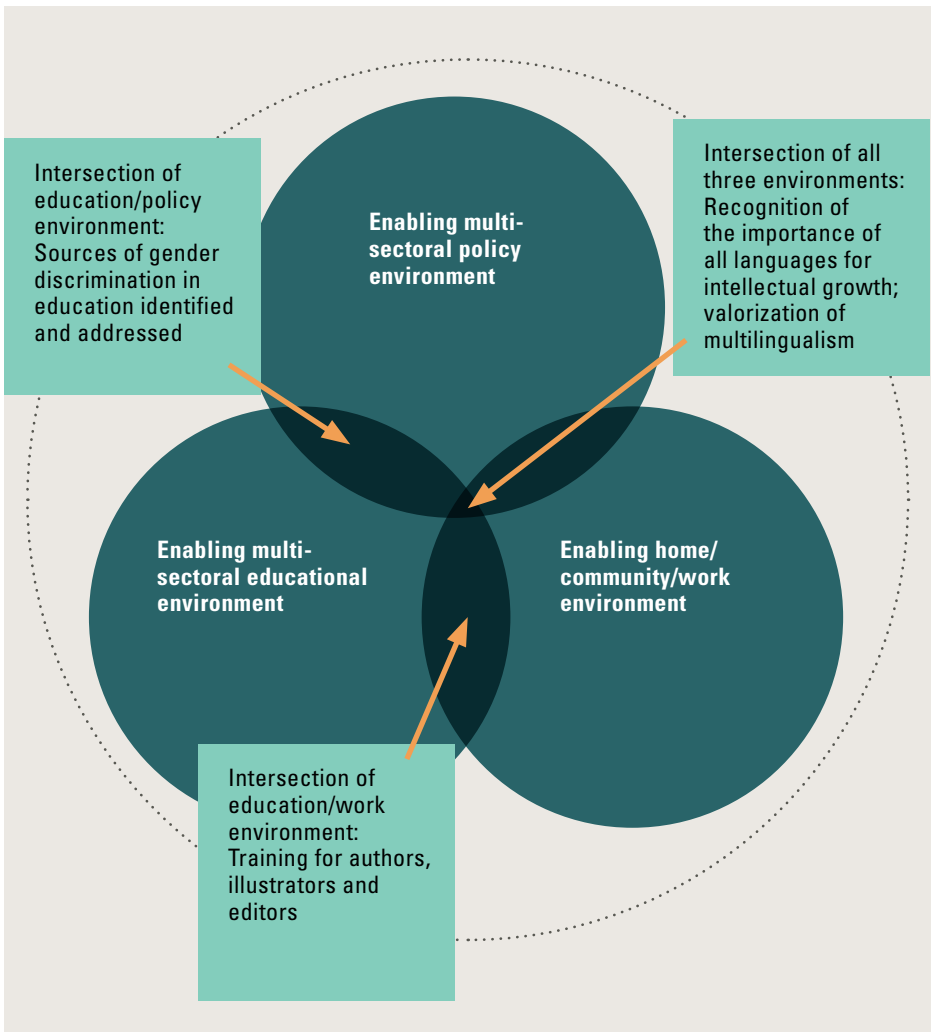 Intersection of
education/policy
environment:
Sources of gender
discrimination in
education identified
and addressed
Enabling multi-
sectoral policy
environment
Intersection of all
three environments:
Recognition of
the importance of
all languages for
intellectual growth;
valorization of
multilingualism
Enabling multi-
sectoral educational
environment
Enabling home/
community/work
environment
Intersection of
education/work
environment:
Training for authors,
illustrators and
editors